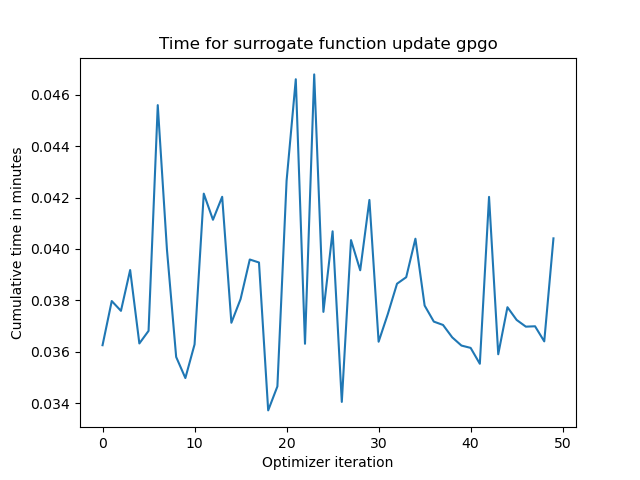 Time for surrogate function update gpgo
Cumulative time in minutes
0.046
0.044
0.042
0.040
0.038
0.036
0.034
0 10 20 30 40 50
Optimizer iteration